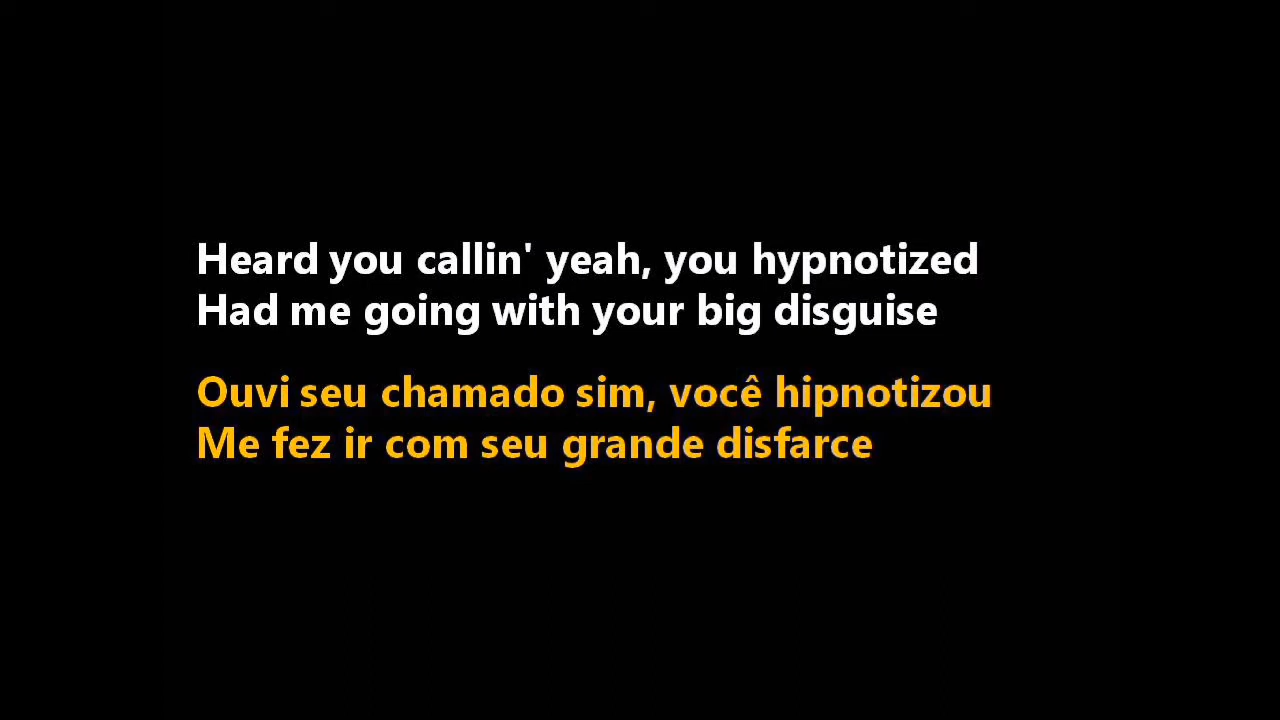 Heard you callin' yeah, you hypnotized
Had me going with your big disguise
Ouvi seu chamado sim, você hipnotizou
Me fez ir com seu grande disfarce